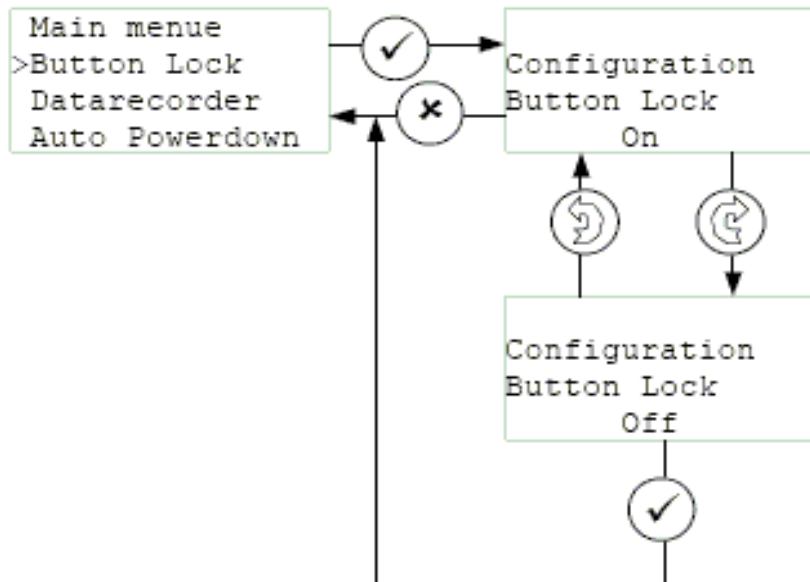 Main menue
>Button Lock
Datarecorder
Auto Powerdown
Configuration
Button Lock
On
Configuration
Button Lock
Off